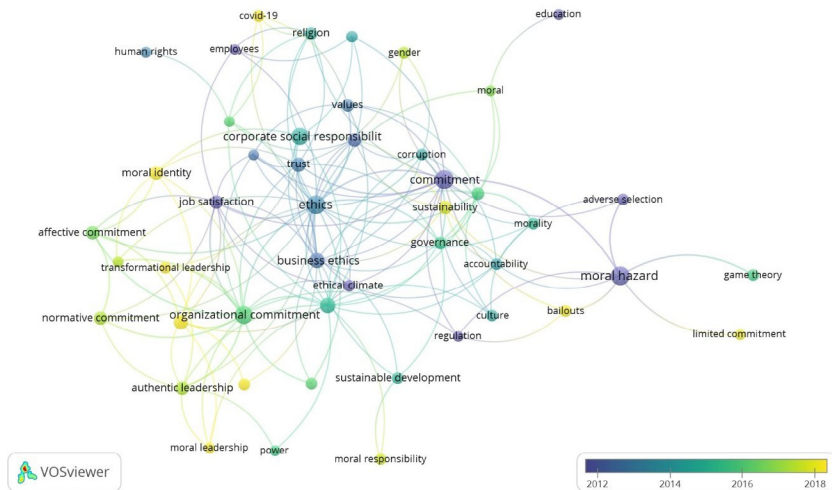 covid-19
education
religion
human rights
employees
gender
moral
values
corporate social responsibilit
corruption
trust
moral identity
commitment
job satisfaction
ethics
sustainability
adverse selection
affective commitment
morality
governance
business ethics
accountability
transformational leadership
moral hazard
game theory
ethical climate
normative commitment
organizational commitment
culture
bailouts
regulation
limited commitment
sustainable development
authentic leadership
moral leadership
power
moral responsibility
VOSviewer
2012 2014 2016 2018